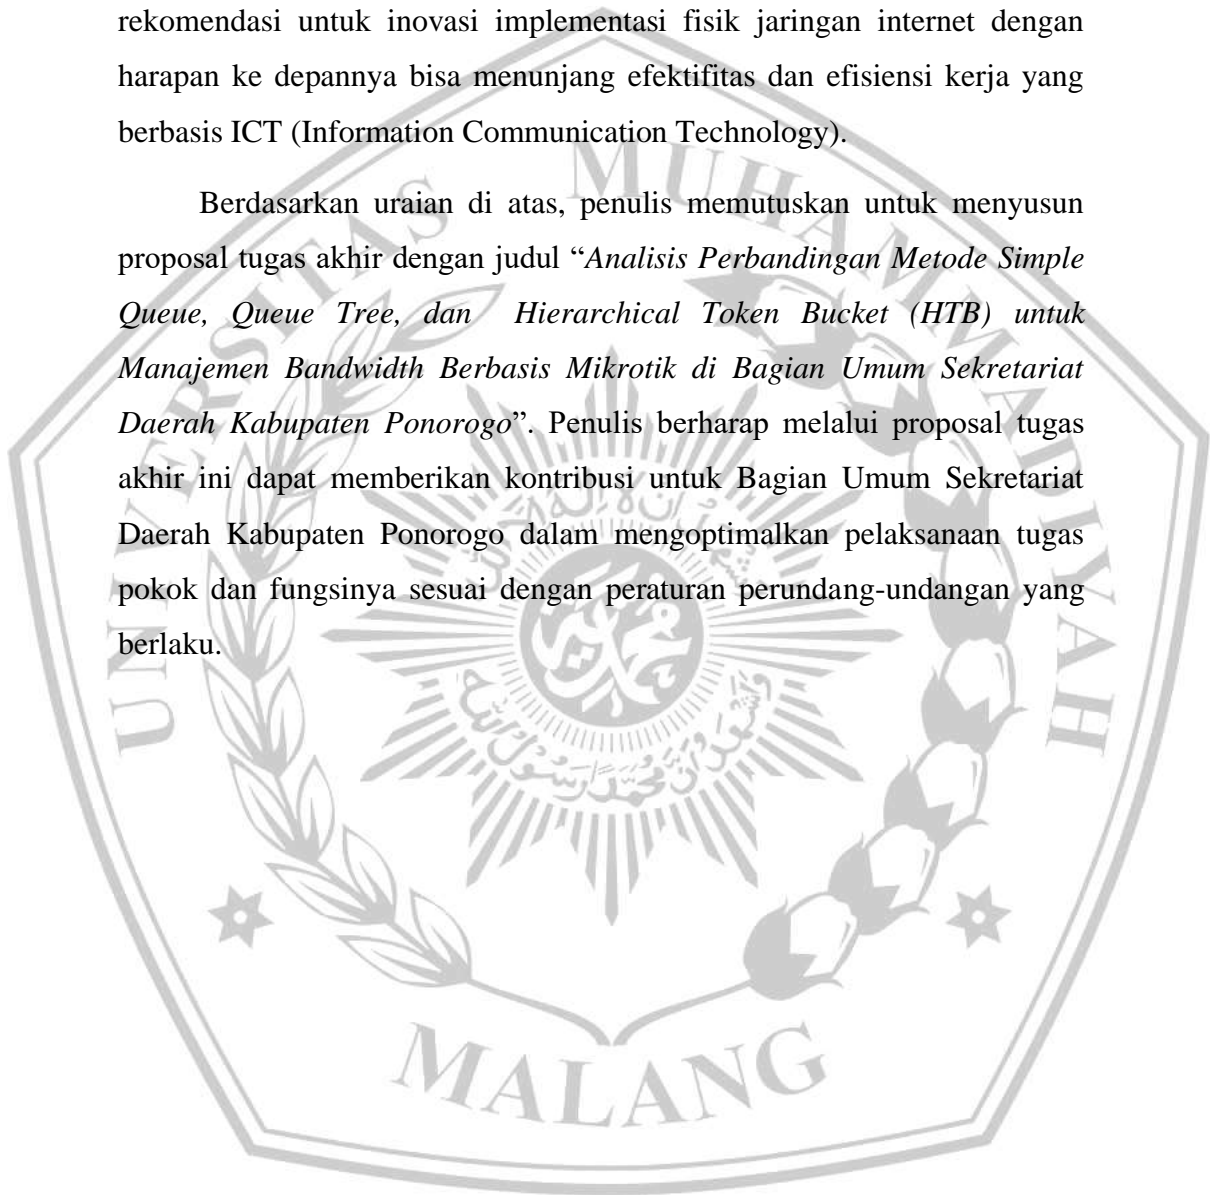 rekomendasi untuk inovasi implementasi fisik jaringan internet dengan
harapan ke depannya bisa menunjang efektifitas dan efisiensi kerja yang
berbasis ICT (Information Communication Technology).
Berdasarkan uraian di atas, penulis memutuskan untuk menyusun
proposal tugas akhir dengan judul “Analisis Perbandingan Metode Simple
Queue, Queue Tree, dan Hierarchical Token Bucket (HTB) untuk
Manajemen Bandwidth Berbasis Mikrotik di Bagian Umum Sekretariat
Daerah Kabupaten Ponorogo”. Penulis berharap melalui proposal tugas
akhir ini dapat memberikan kontribusi untuk Bagian Umum Sekretariat
Daerah Kabupaten Ponorogo dalam mengoptimalkan pelaksanaan tugas
pokok dan fungsinya sesuai dengan peraturan perundang-undangan yang
berlaku.
UNIVERSITAS MUHAMMADIYAH
MALANG